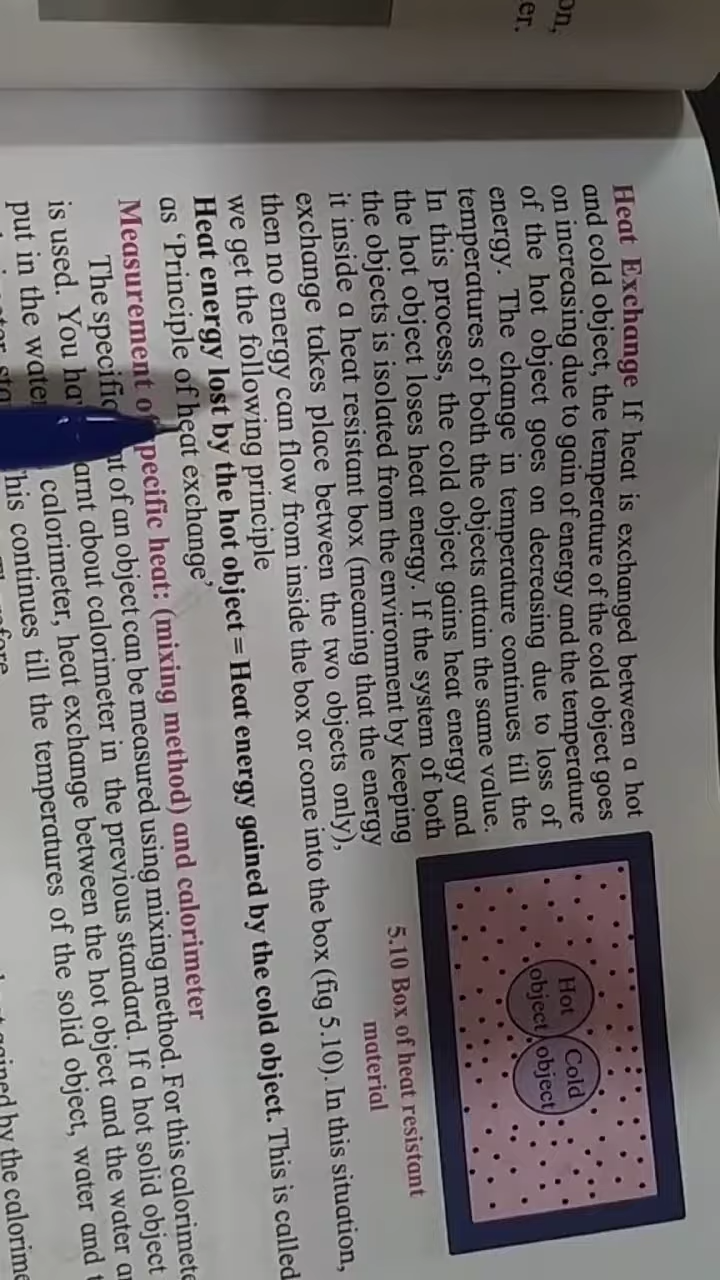 on,
er.
Heat Exchange If heat is exchanged between a hot
and cold object, the temperature of the cold object goes
on increasing due to gain of energy and the temperature
of the hot object goes on decreasing due to loss of
energy. The change in temperature continues till the
temperatures of both the objects attain the same value.
In this process, the cold object gains heat energy and
the hot object loses heat energy. If the system of both
the objects is isolated from the environment by keeping
it inside a heat resistant box (meaning that the energy
exchange takes place between the two objects only),
then no energy can flow from inside the box or come into the box (fig 5.10). In this situation,
we get the following principle
Heat energy lost by the hot object = Heat energy gained by the cold object. This is called
as ‘Principle of heat exchange’
Hot object
Cold object
5.10 Box of heat resistant
material
Measurement of specific heat: (mixing method) and calorimeter
The specific of an object can be measured using mixing method. For this calorimete
is used. You ha arnt about calorimeter in the previous standard. If a hot solid object
put in the water calorimeter, heat exchange between the hot object and the water a
his continues till the temperatures of the solid object, water and
gained by the calorime